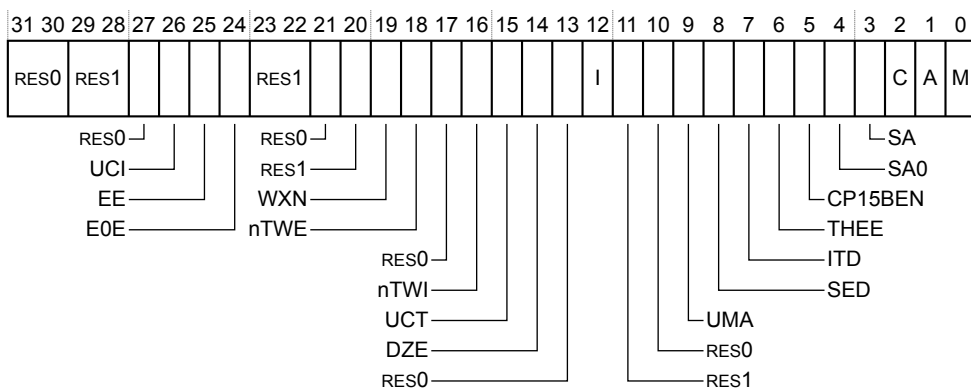 31 30 29 28 27 26 25 24 23 22 21 20 19 18 17 16 15 14 13 12 11 10 9 8 7 6 5 4 3 2 1 0
RES0 RES1 RES1 I C A M
RES0 RES0 SA
UCI RES1 SA0
EE WXN CP15BEN
E0E nTWE THEE
RES0 ITD
nTWI SED
UCT UMA
DZE RES0
RES0 RES1